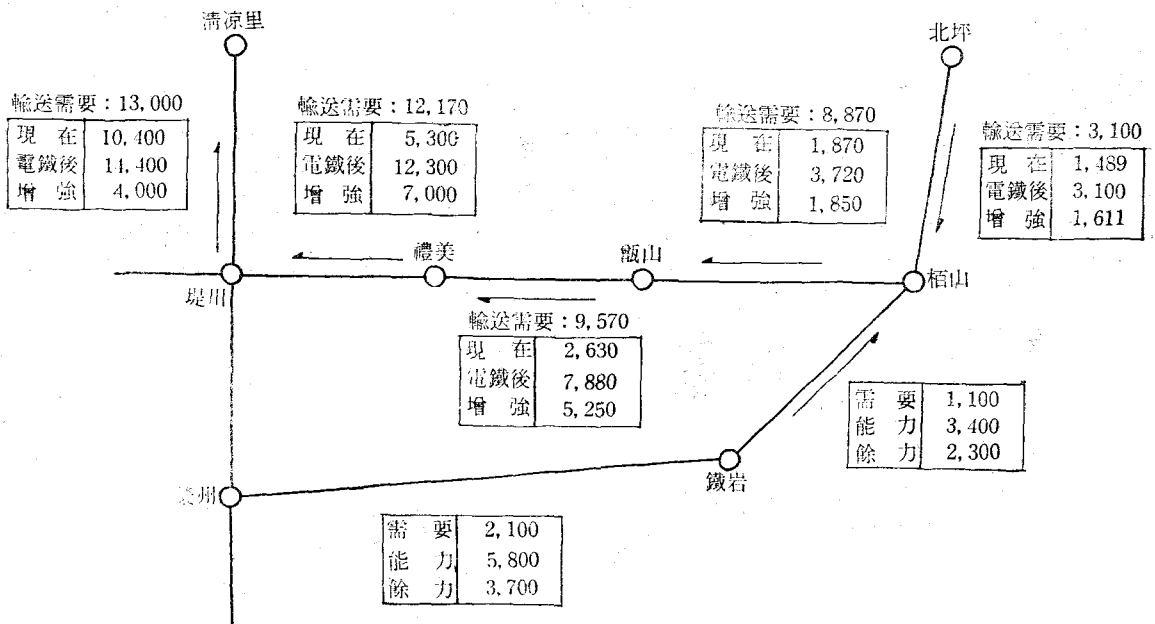 清凉里
北坪
輸送需要：13,000
現在 10,400
電鐵後 14,400
增強 4,000
輸送需要：12,170
現在 5,300
電鐵後 12,300
增強 7,000
輸送需要：8,870
現在 1,870
電鐵後 3,720
增強 1,850
輸送需要：3,100
現在 1,489
電鐵後 3,100
增強 1,611
堤川
禮美
甑山
栢山
輸送需要：9,570
現在 2,630
電鐵後 7,880
增強 5,250
需要 1,100
能力 3,400
餘力 2,300
鐵岩
州
需要 2,100
能力 5,800
餘力 3,700